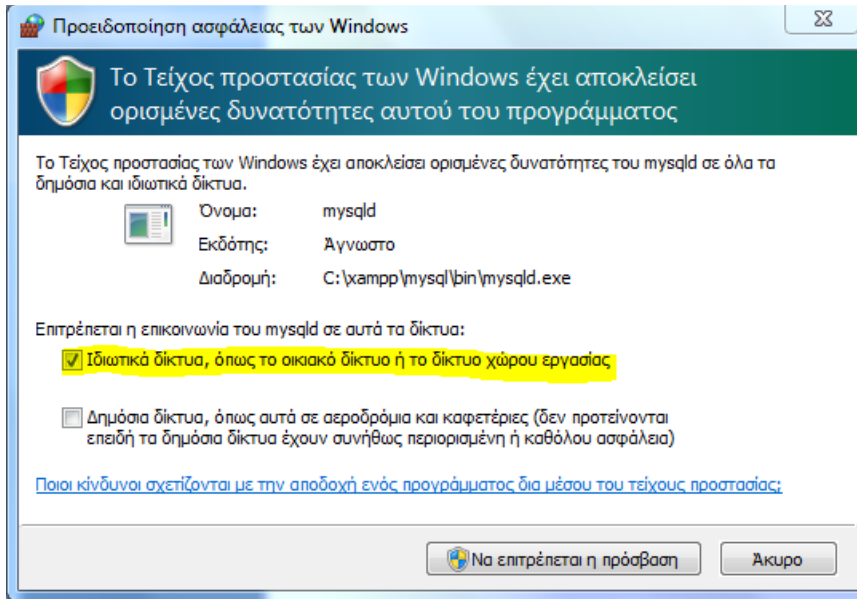 Προειδοποίηση ασφάλειας των Windows
Το Τείχος προστασίας των Windows έχει αποκλείσει
ορισμένες δυνατότητες αυτού του προγράμματος
Το Τείχος προστασίας των Windows έχει αποκλείσει ορισμένες δυνατότητες του mysqld σε όλα τα
δημόσια και ιδιωτικά δίκτυα.
Όνομα: mysqld
Εκδότης: Άγνωστο
Διαδρομή: C:\xampp\mysql\bin\mysqld.exe
Επιτρέπεται η επικοινωνία του mysqld σε αυτά τα δίκτυα:
Ιδιωτικά δίκτυα, όπως το οικιακό δίκτυο ή το δίκτυο χώρου εργασίας
Δημόσια δίκτυα, όπως αυτά σε αεροδρόμια και καφετέριες (δεν προτείνονται
επειδή τα δημόσια δίκτυα έχουν συνήθως περιορισμένη ή καθόλου ασφάλεια)
Ποιοι κίνδυνοι σχετίζονται με την αποδοχή ενός προγράμματος δια μέσου του τείχους προστασίας;
Να επιτρέπεται η πρόσβαση Άκυρο